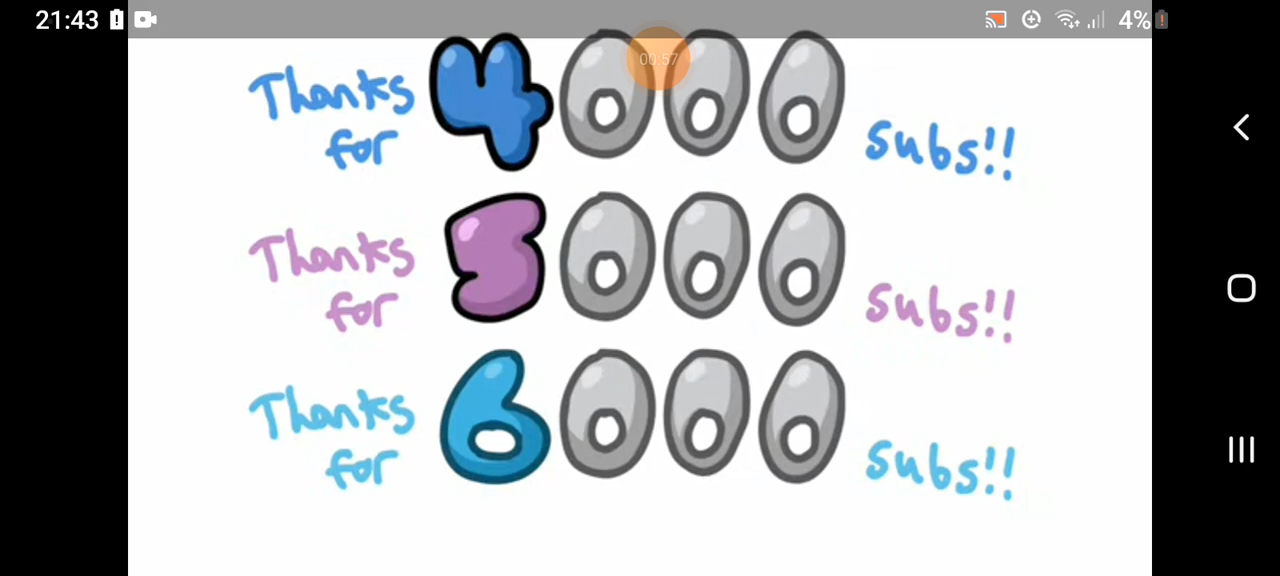 21:43 4%
00:57
Thanks for 4000 subs!!
Thanks for 5000 subs!!
Thanks for 6000 subs!!